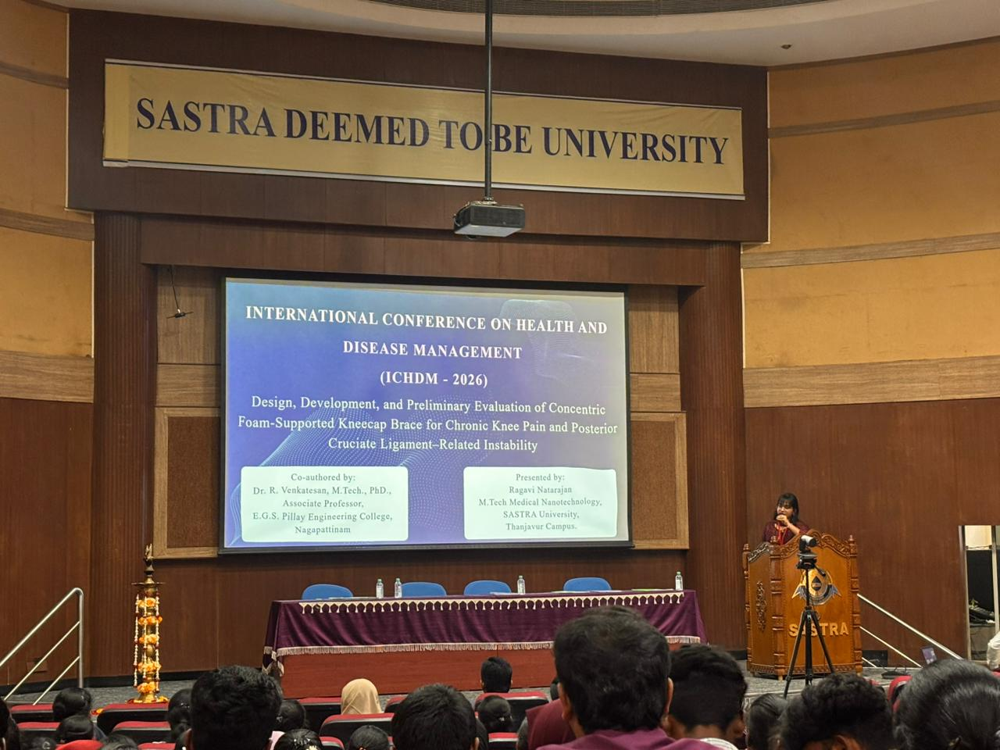 SASTRA DEEMED TO BE UNIVERSITY
INTERNATIONAL CONFERENCE ON HEALTH AND
DISEASE MANAGEMENT
(ICHDM - 2026)
Design, Development, and Preliminary Evaluation of Concentric
Foam-Supported Kneecap Brace for Chronic Knee Pain and Posterior
Cruciate Ligament–Related Instability
Co-authored by:
Dr. R. Venkatesan, M.Tech., PhD.,
Associate Professor,
E.G.S. Pillay Engineering College,
Nagapattinam
Presented by:
Ragavi Natarajan
M.Tech Medical Nanotechnology,
SASTRA University,
Thanjavur Campus.
SASTRA